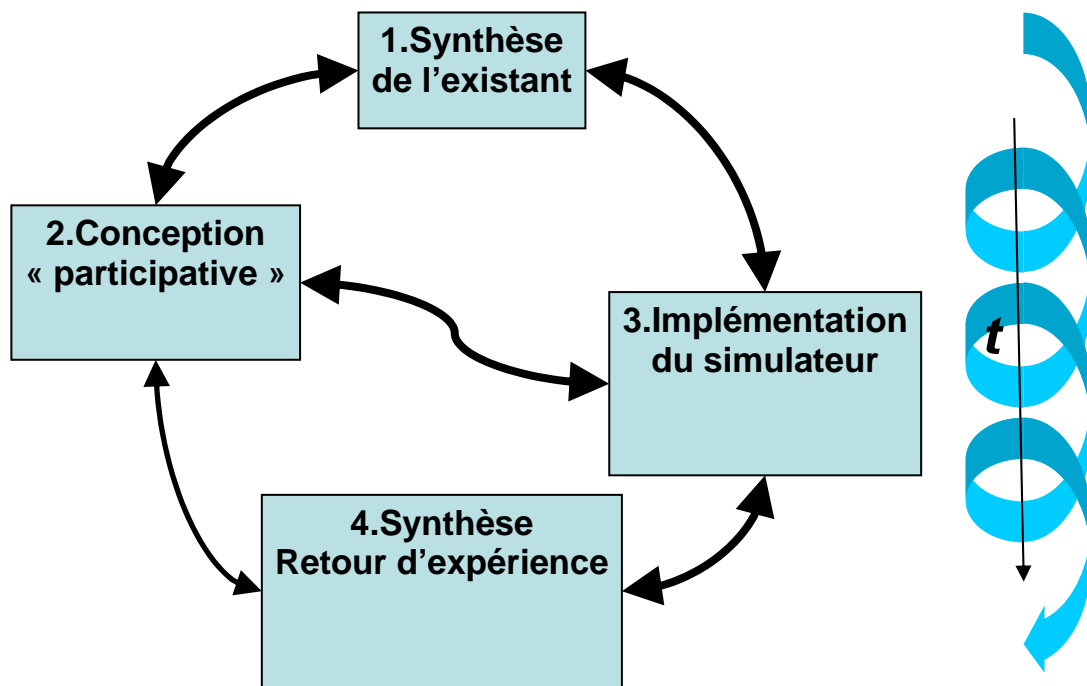 1.Synthèse
de l’existant
2.Conception
« participative »
3.Implémentation
du simulateur
t
4.Synthèse
Retour d’expérience